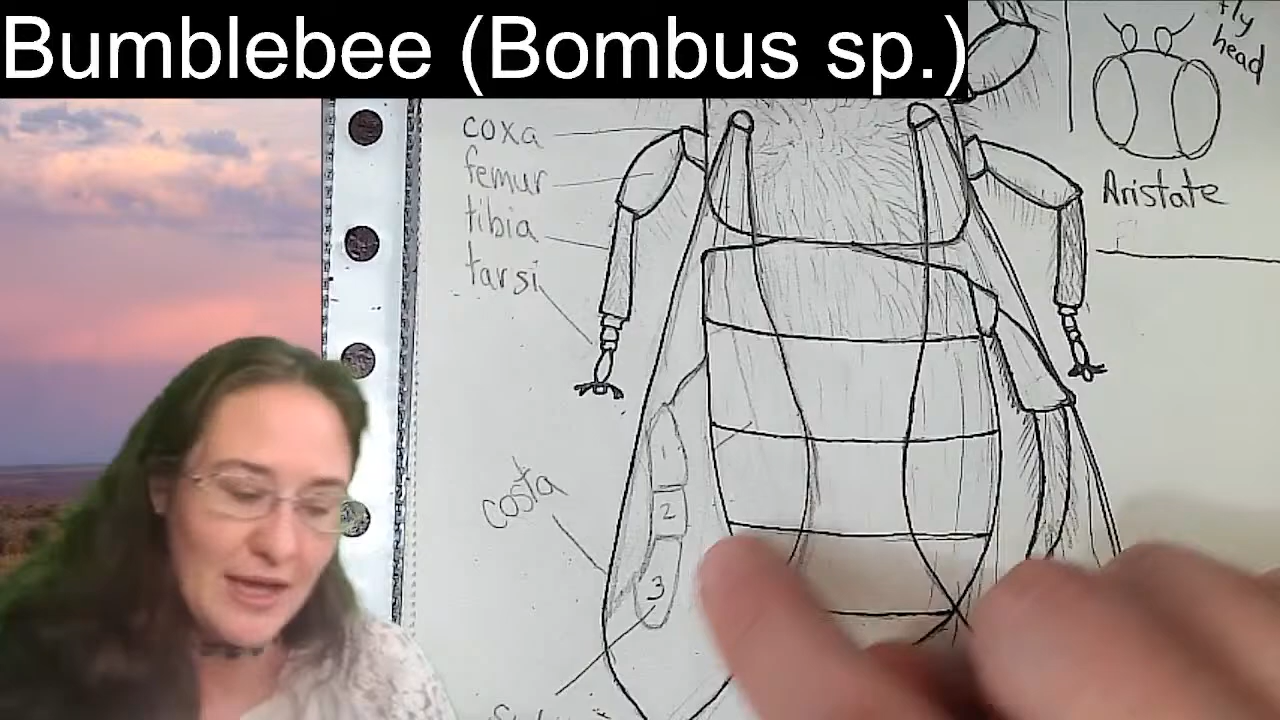 Bumblebee (Bombus sp.)
fly
head
coxa
femur
tibia
tarsi
Aristate
costa
1
2
3